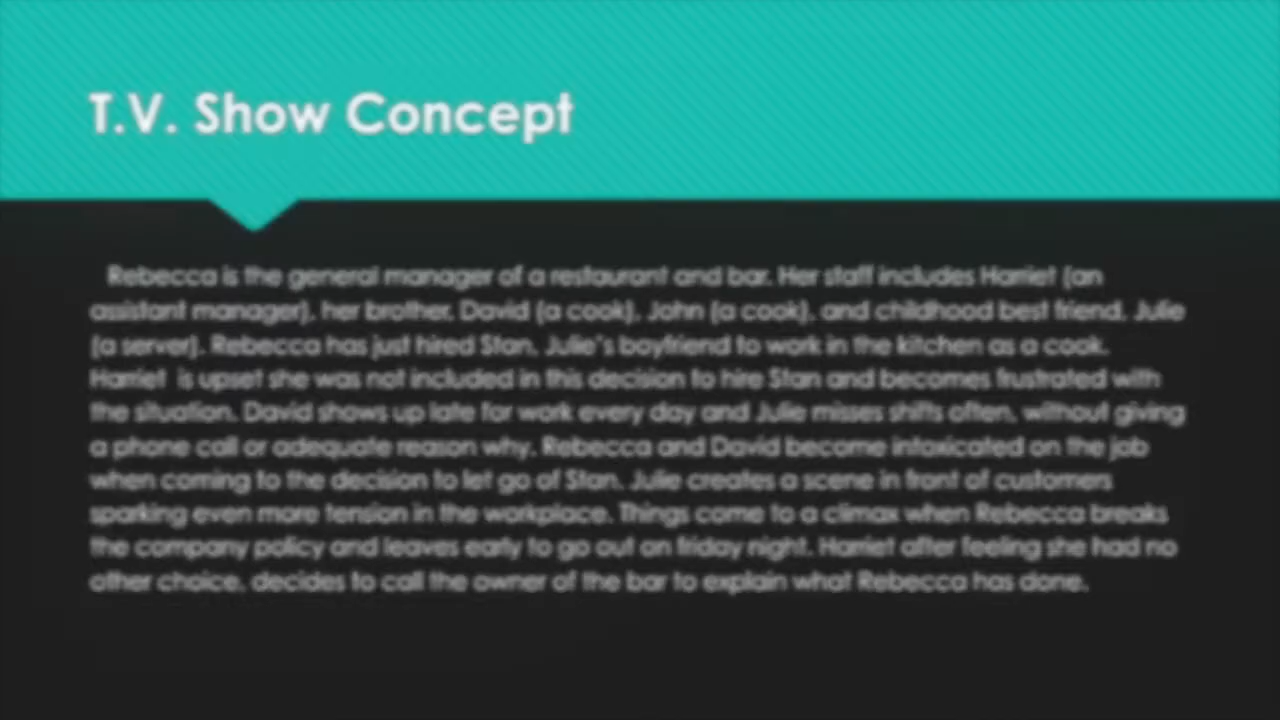 T.V. Show Concept
Rebecca is the general manager of a restaurant and bar. Her staff includes Harriet (an
assistant manager), her brother, David (a cook), John (a cook), and childhood best friend, Julie
(a server). Rebecca has just hired Stan, Julie's boyfriend to work in the kitchen as a cook.
Harriet is upset she was not included in this decision to hire Stan and becomes frustrated with
the situation. David shows up late for work every day and Julie misses shifts often, without giving
a phone call or adequate reason why. Rebecca and David become intoxicated on the job
when coming to the decision to let go of Stan. Julie creates a scene in front of customers
sparking even more tension in the workplace. Things come to a climax when Rebecca breaks
the company policy and leaves early to go out on friday night. Harriet after feeling she had no
other choice, decides to call the owner of the bar to explain what Rebecca has done.